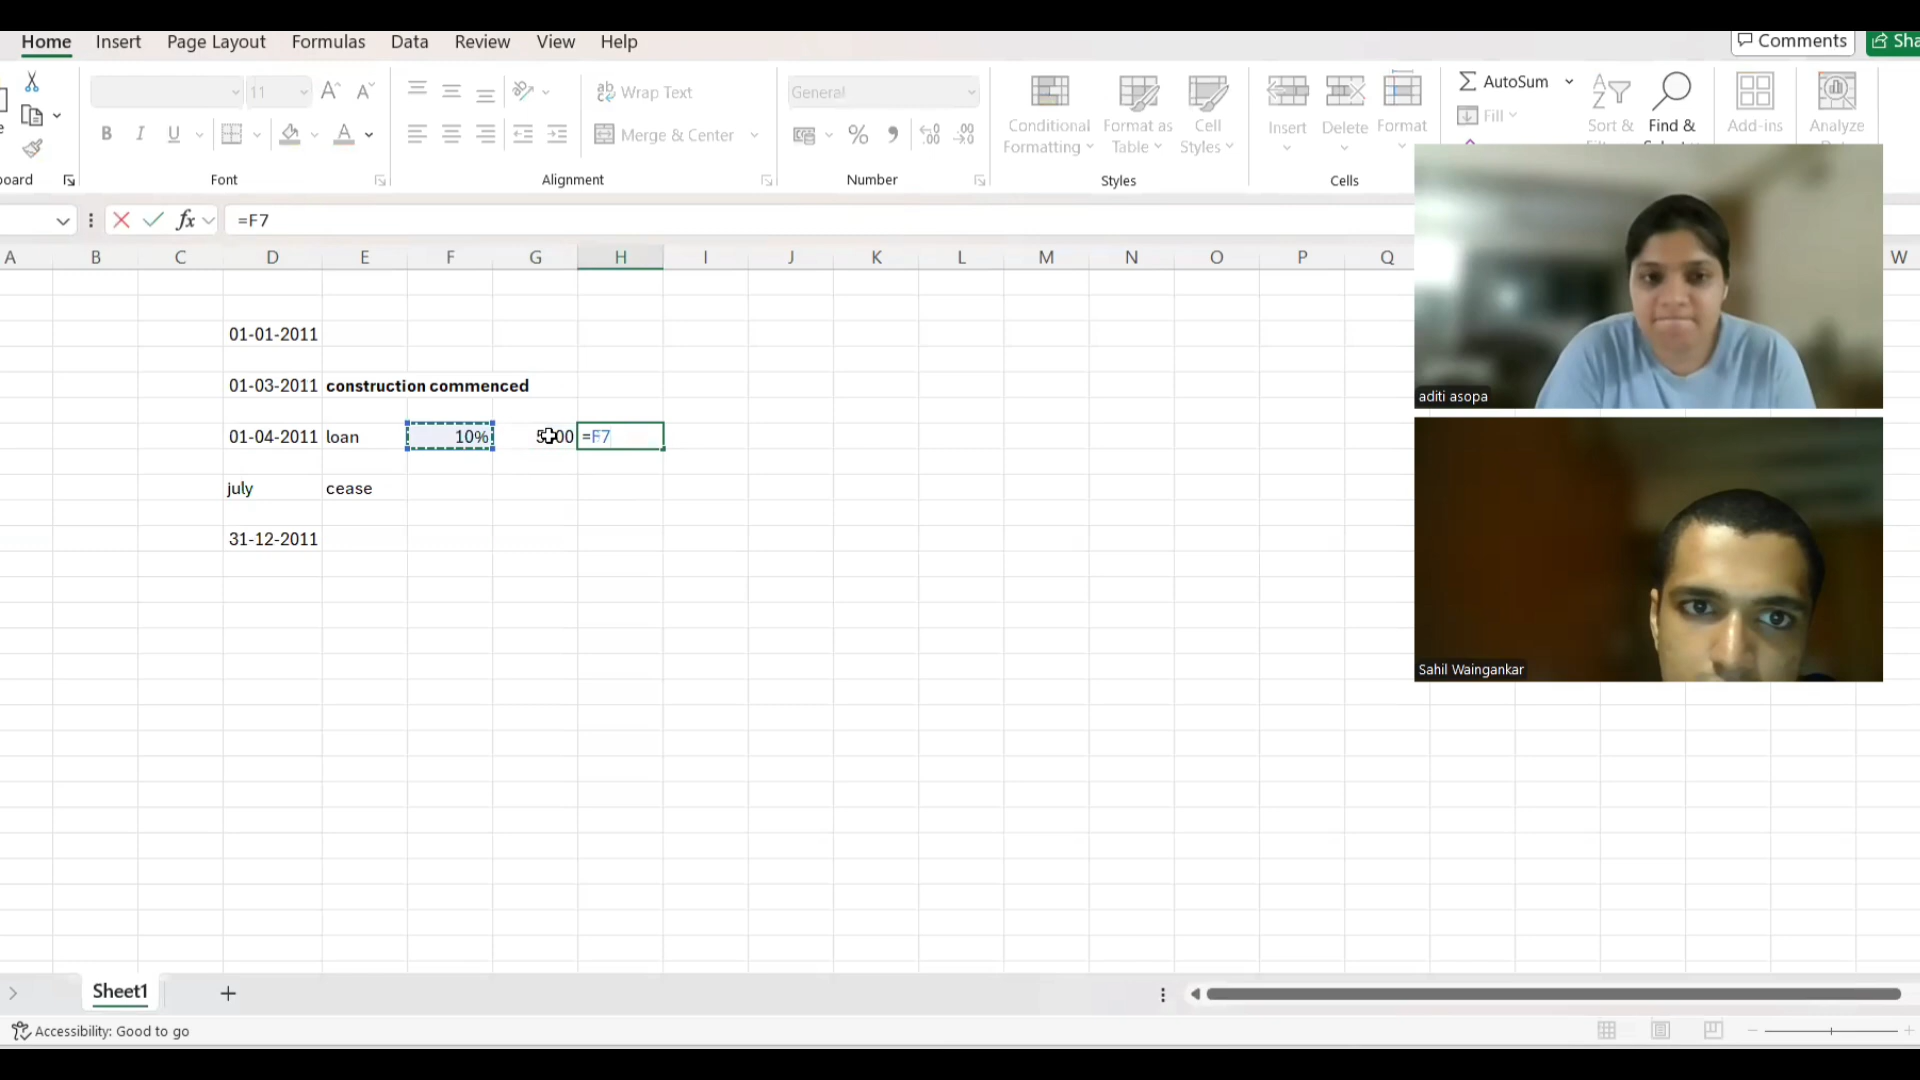 Home Insert Page Layout Formulas Data Review View Help Comments
11 A A Wrap Text General AutoSum
B I U A Merge & Center % Conditional Formatting Format as Table Cell Styles Insert Delete Format Fill Sort & Find & Add-ins Analyze
Font Alignment Number Styles Cells
fx =F7
A B C D E F G H I J K L M N O P Q W
01-01-2011
01-03-2011 construction commenced
01-04-2011 loan 10% =F7
july cease
31-12-2011
aditi asopa
Sahil Waingankar
Sheet1
Accessibility: Good to go